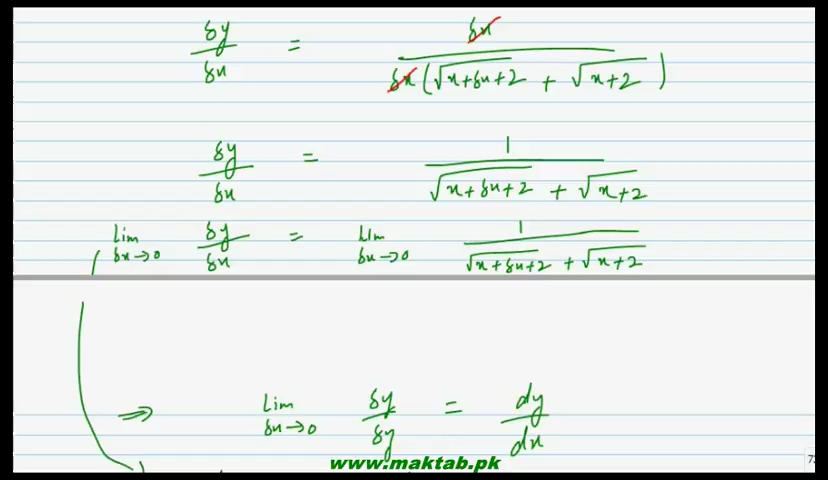 δy/δx = δx / δx(√(x+δx+2) + √(x+2))
δy/δx = 1 / (√(x+δx+2) + √(x+2))
Lim δx→0 δy/δx = Lim δx→0 1 / (√(x+δx+2) + √(x+2))
⇒ Lim δx→0 δy/δy = dy/dx
www.maktab.pk